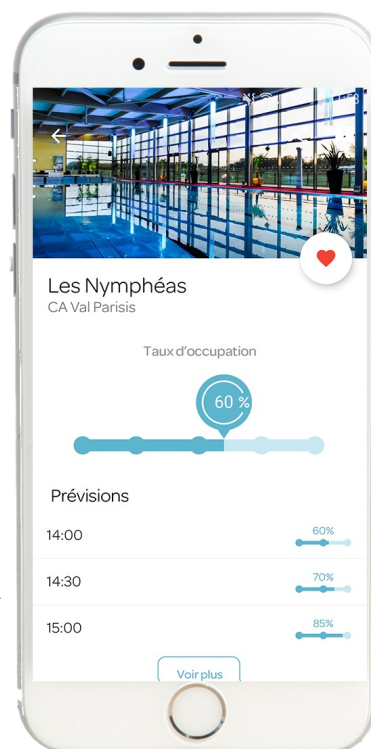 Les Nymphéas
CA Val Parisis
Taux d'occupation
60 %
Prévisions
14:00
60%
14:30
70%
15:00
85%
Voir plus